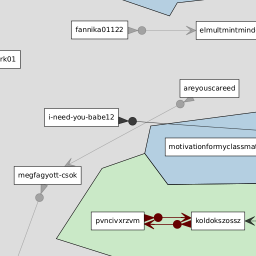 fannika01122
elmultmintmind
rk01
areyouscareed
i-need-you-babe12
motivationformyclassma
megfagyott-csok
pvncivxrzvm
koldokszossz